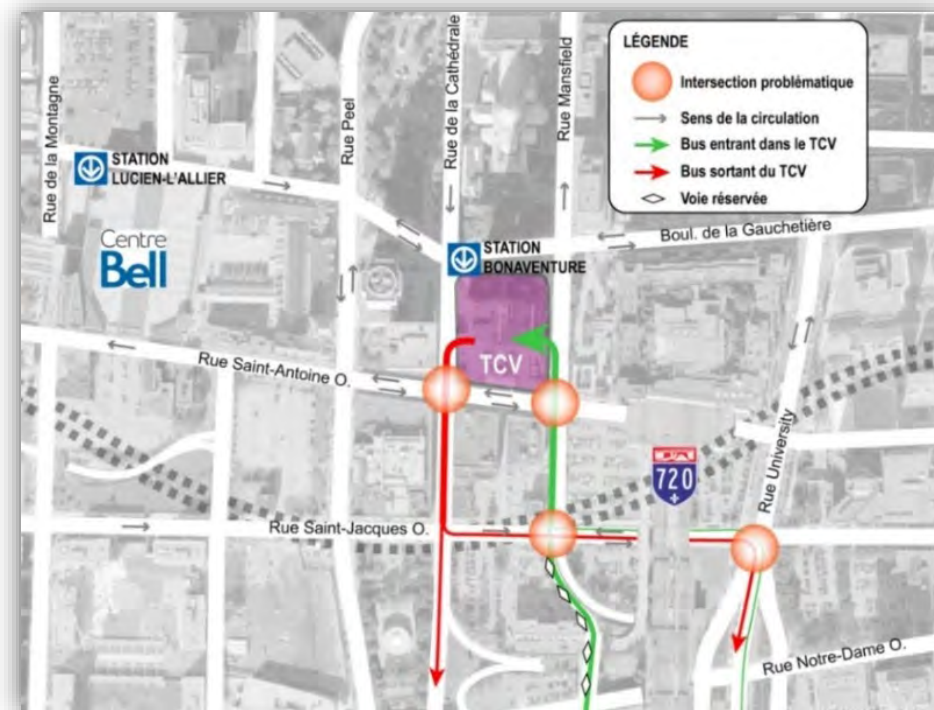 LÉGENDE
Intersection problématique
Sens de la circulation
Bus entrant dans le TCV
Bus sortant du TCV
Voie réservée
Rue de la Montagne
Rue Peel
Rue de la Cathédrale
Rue Mansfield
STATION
LUCIEN-L'ALLIER
Boul. de la Gauchetière
STATION
BONAVENTURE
Centre
Bell
TCV
Rue Saint-Antoine O.
720
Rue University
Rue Saint-Jacques O.
Rue Notre-Dame O.